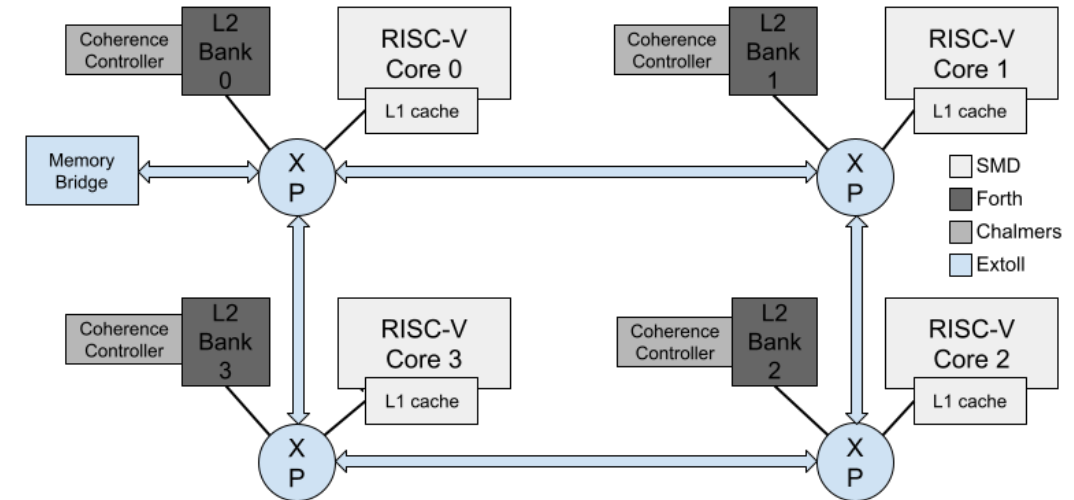 Coherence
Controller
L2
Bank
0
RISC-V
Core 0
L1 cache
Coherence
Controller
L2
Bank
1
RISC-V
Core 1
L1 cache
Memory
Bridge
X
P
X
P
SMD
Forth
Chalmers
Extoll
Coherence
Controller
L2
Bank
3
RISC-V
Core 3
L1 cache
Coherence
Controller
L2
Bank
2
RISC-V
Core 2
L1 cache
X
P
X
P